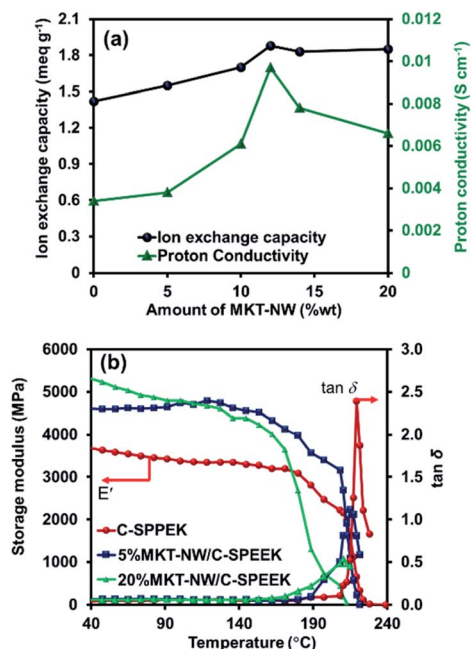 (a)
Ion exchange capacity (meq g⁻¹)
2.1
1.8
1.5
1.2
0.9
0.6
0.3
0
0.012
0.01
0.008
0.006
0.004
0.002
0
Proton conductivity (S cm⁻¹)
Ion exchange capacity
Proton Conductivity
0 5 10 15 20
Amount of MKT-NW (%wt)
(b)
Storage modulus (MPa)
6000
5000
4000
3000
2000
1000
0
3.0
2.5
2.0
1.5
1.0
0.5
0.0
tan δ
tan δ
E'
C-SPPEK
5%MKT-NW/C-SPEEK
20%MKT-NW/C-SPEEK
40 90 140 190 240
Temperature (°C)